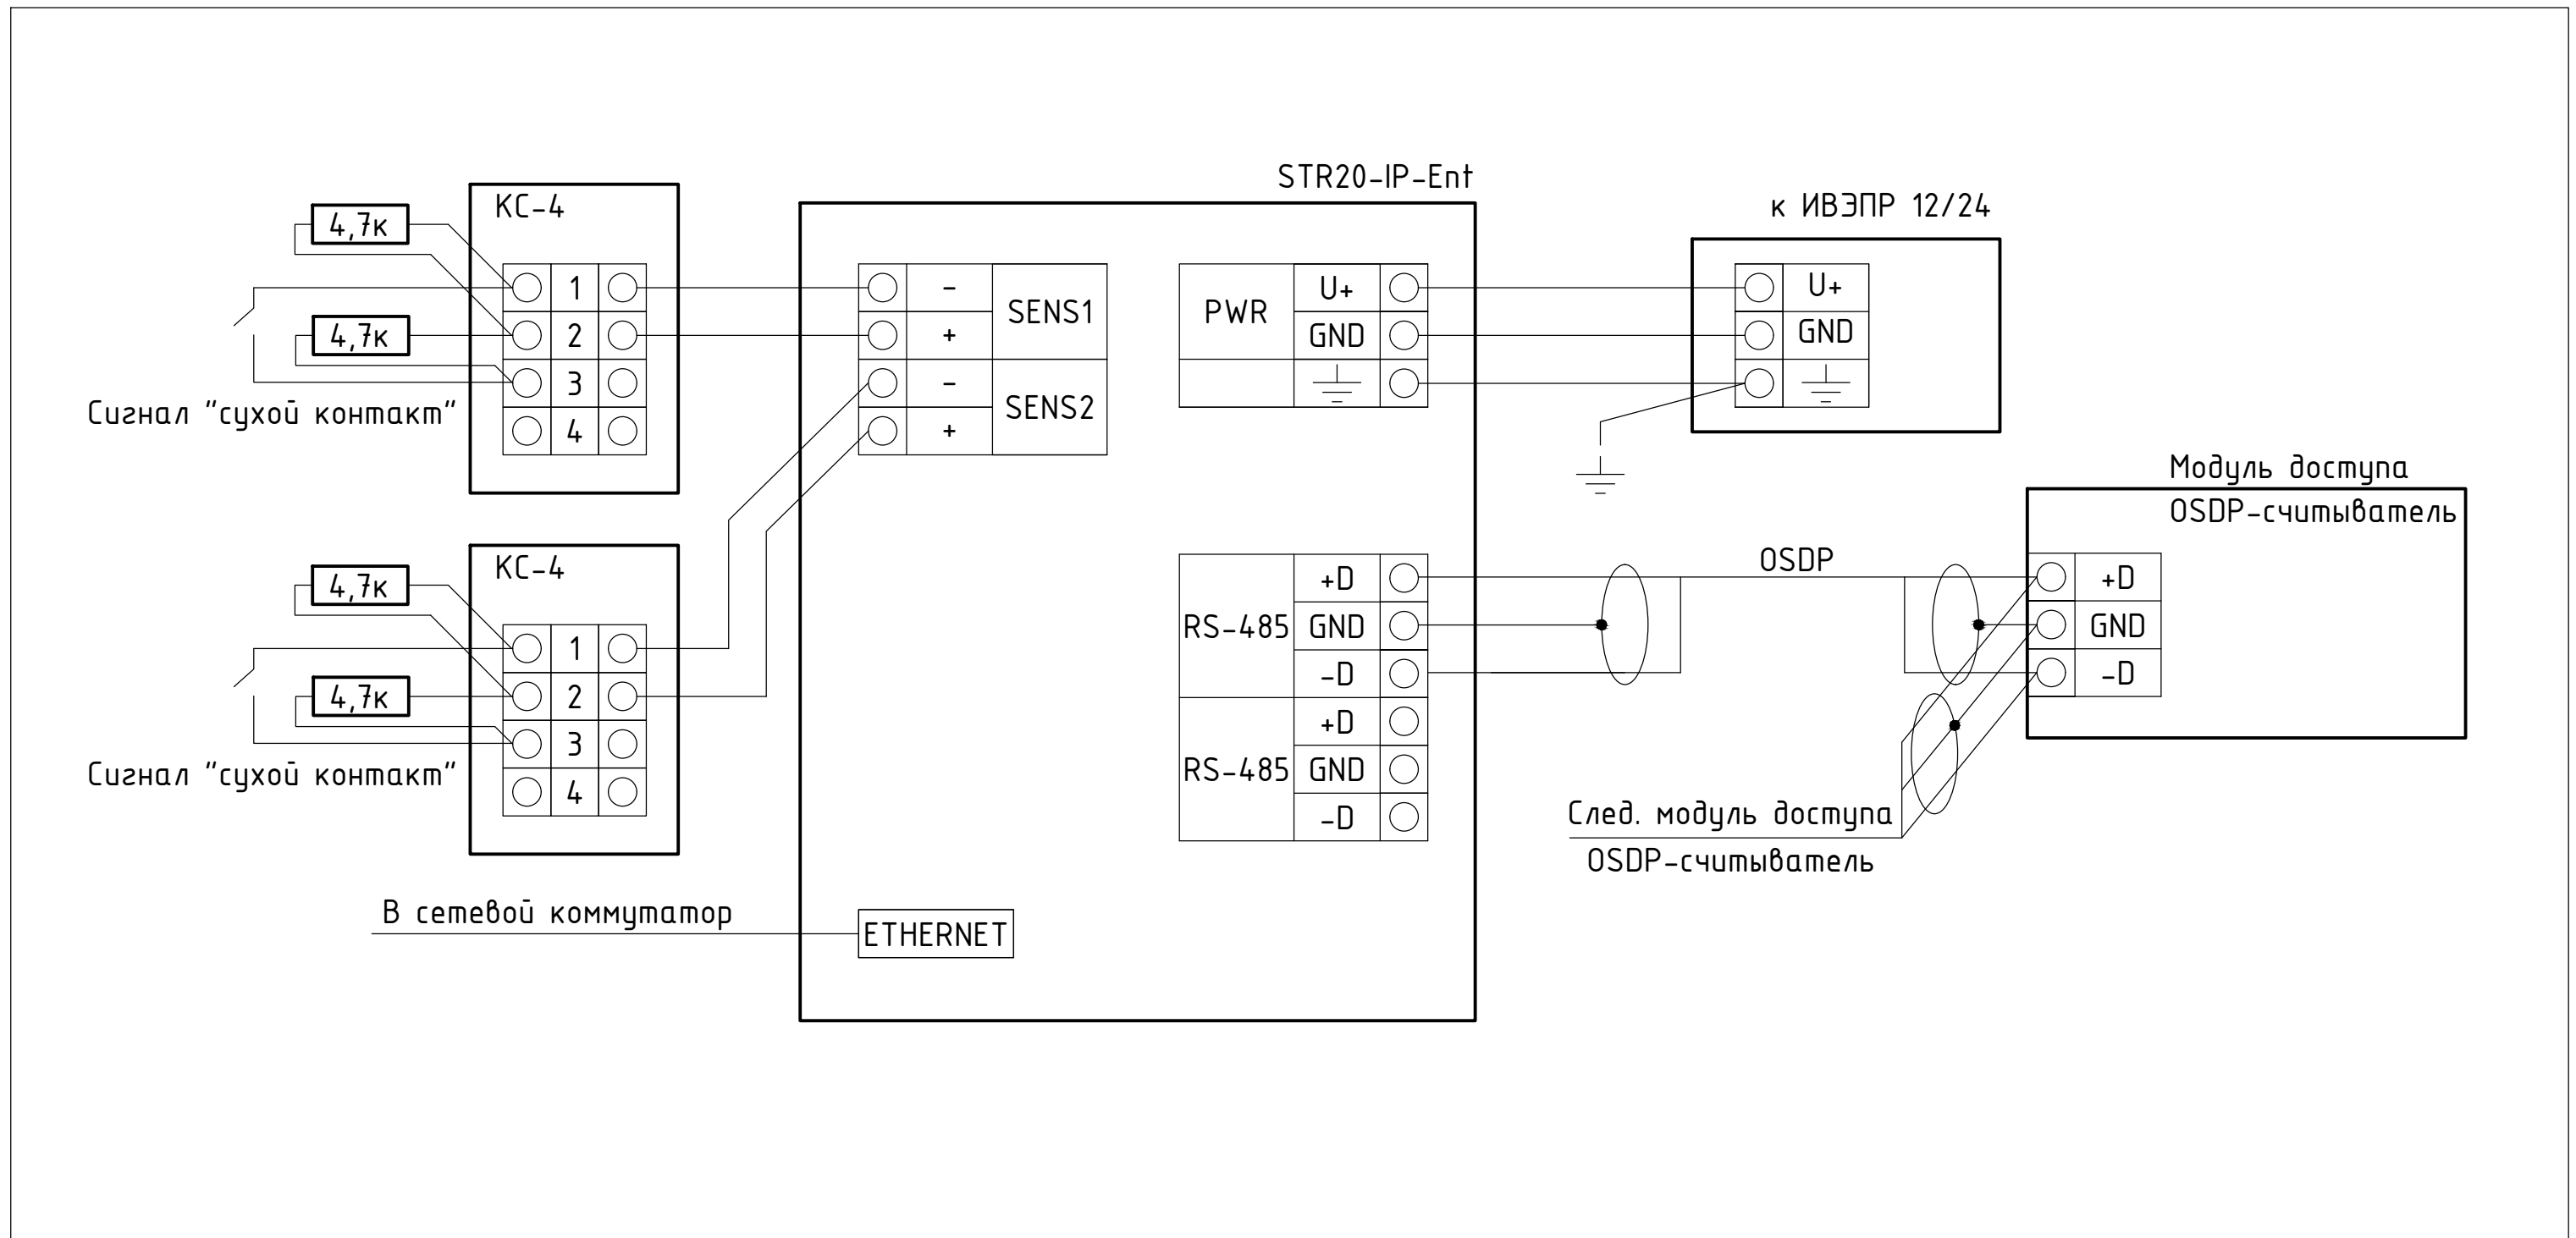 STR20-IP-Ent
КС-4
4,7к
4,7к
1
2
3
4
Сигнал "сухой контакт"
КС-4
4,7к
4,7к
1
2
3
4
Сигнал "сухой контакт"
-
+
SENS1
-
+
SENS2
PWR
U+
GND
к ИВЭПР 12/24
U+
GND
RS-485
+D
GND
-D
RS-485
+D
GND
-D
OSDP
Модуль доступа
OSDP-считыватель
+D
GND
-D
След. модуль доступа
OSDP-считыватель
В сетевой коммутатор
ETHERNET